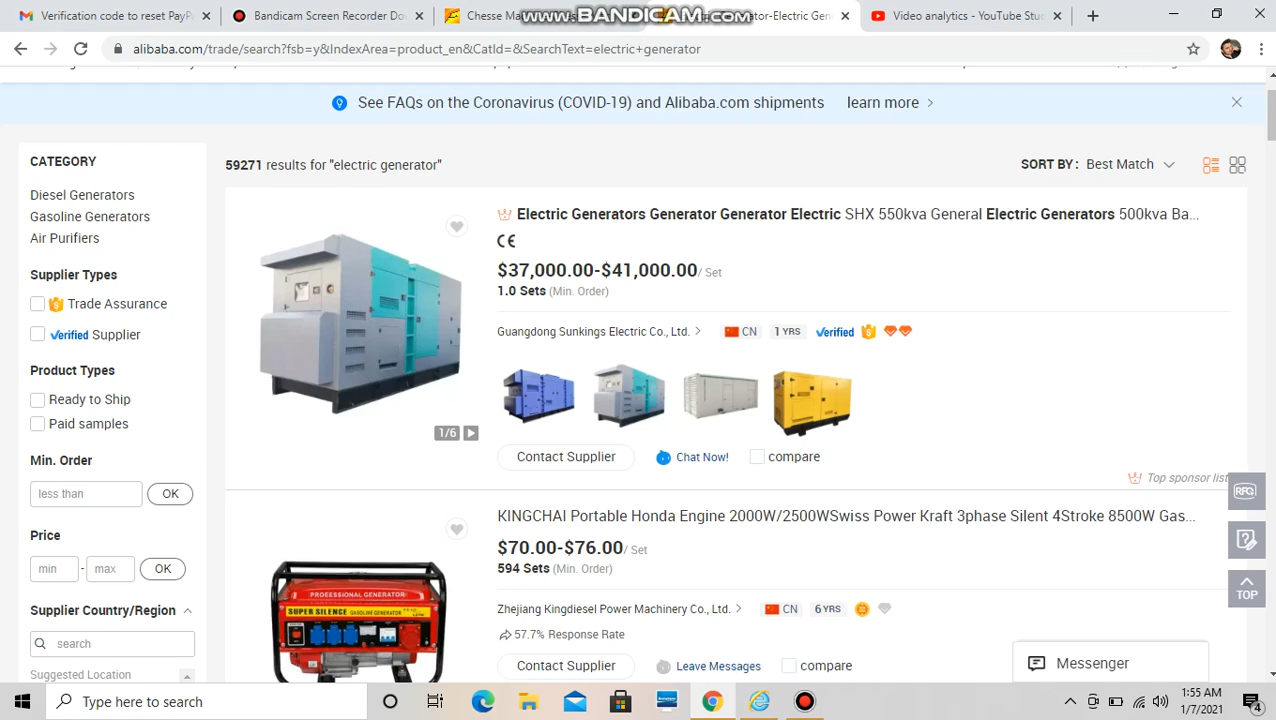 Verification code to reset PayP
Bandicam Screen Recorder D
Chesse Ma
www.BANDICAM.com
-Electric Gen
Video analytics - YouTube Stu
alibaba.com/trade/search?fsb=y&IndexArea=product_en&CatId=&SearchText=electric+generator
See FAQs on the Coronavirus (COVID-19) and Alibaba.com shipments learn more >
CATEGORY
Diesel Generators
Gasoline Generators
Air Purifiers
Supplier Types
Trade Assurance
Verified Supplier
Product Types
Ready to Ship
Paid samples
Min. Order
less than OK
Price
min - max OK
Supplier Country/Region
search
Suggested Location
59271 results for "electric generator"
SORT BY : Best Match
Electric Generators Generator Generator Electric SHX 550kva General Electric Generators 500kva Ba...
CE
$37,000.00-$41,000.00/ Set
1.0 Sets (Min. Order)
Guangdong Sunkings Electric Co., Ltd. > CN 1 YRS Verified
1/6
Contact Supplier Chat Now! compare
Top sponsor list
KINGCHAI Portable Honda Engine 2000W/2500WSwiss Power Kraft 3phase Silent 4Stroke 8500W Gas...
$70.00-$76.00/ Set
594 Sets (Min. Order)
Zhejiang Kingdiesel Power Machinery Co., Ltd. > CN 6 YRS
57.7% Response Rate
Contact Supplier Leave Messages compare
PROEESSIONAL GENERATOR
SUPER SILENCE GASOLINE GENERATOR
RFQ
TOP
Messenger
Type here to search
1:55 AM
1/7/2021
4